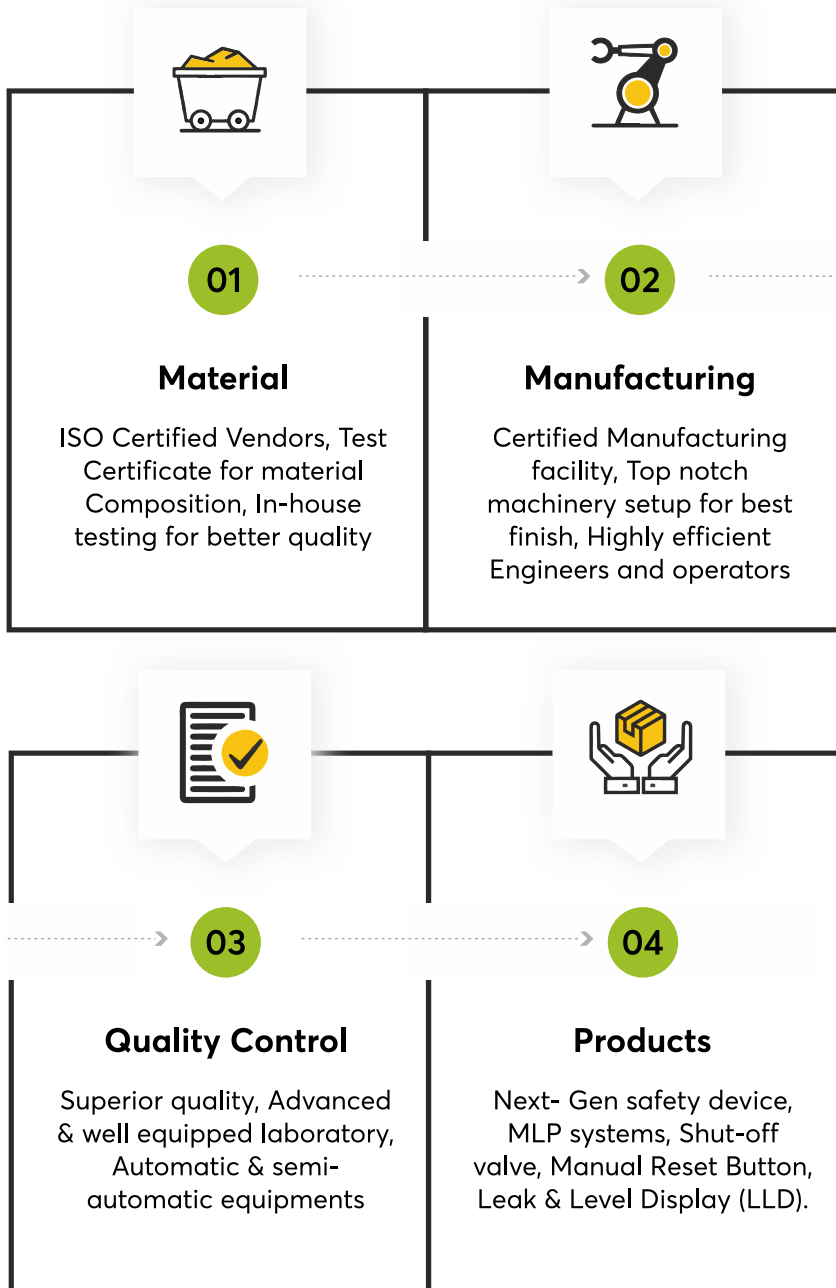 01
Material
ISO Certified Vendors, Test
Certificate for material
Composition, In-house
testing for better quality
02
Manufacturing
Certified Manufacturing
facility, Top notch
machinery setup for best
finish, Highly efficient
Engineers and operators
03
Quality Control
Superior quality, Advanced
& well equipped laboratory,
Automatic & semi-
automatic equipments
04
Products
Next- Gen safety device,
MLP systems, Shut-off
valve, Manual Reset Button,
Leak & Level Display (LLD).